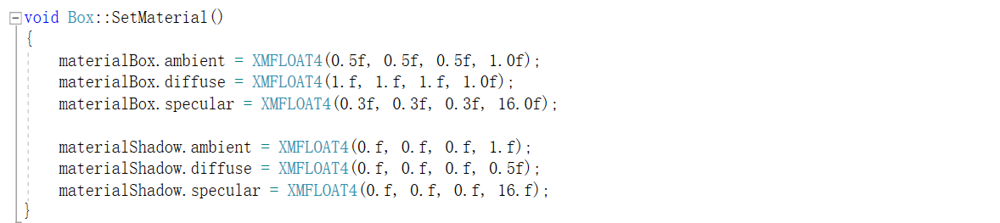 void Box::SetMaterial()
{
materialBox.ambient = XMFLOAT4(0.5f, 0.5f, 0.5f, 1.0f);
materialBox.diffuse = XMFLOAT4(1.f, 1.f, 1.f, 1.0f);
materialBox.specular = XMFLOAT4(0.3f, 0.3f, 0.3f, 16.0f);
materialShadow.ambient = XMFLOAT4(0.f, 0.f, 0.f, 1.f);
materialShadow.diffuse = XMFLOAT4(0.f, 0.f, 0.f, 0.5f);
materialShadow.specular = XMFLOAT4(0.f, 0.f, 0.f, 16.f);
}